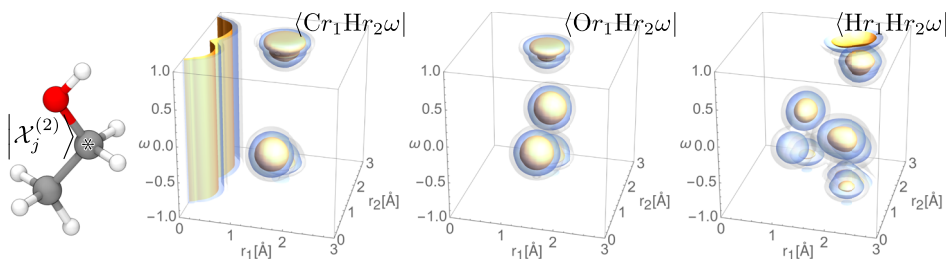 |𝒳_j^(2)⟩
*
⟨Cr₁Hr₂ω|
1.0
0.5
ω 0.0
−0.5
−1.0
0
1
2
3
r₁[Å]
0
1
2
3
r₂[Å]
⟨Or₁Hr₂ω|
1.0
0.5
ω 0.0
−0.5
−1.0
0
1
2
3
r₁[Å]
0
1
2
3
r₂[Å]
⟨Hr₁Hr₂ω|
1.0
0.5
ω 0.0
−0.5
−1.0
0
1
2
3
r₁[Å]
0
1
2
3
r₂[Å]